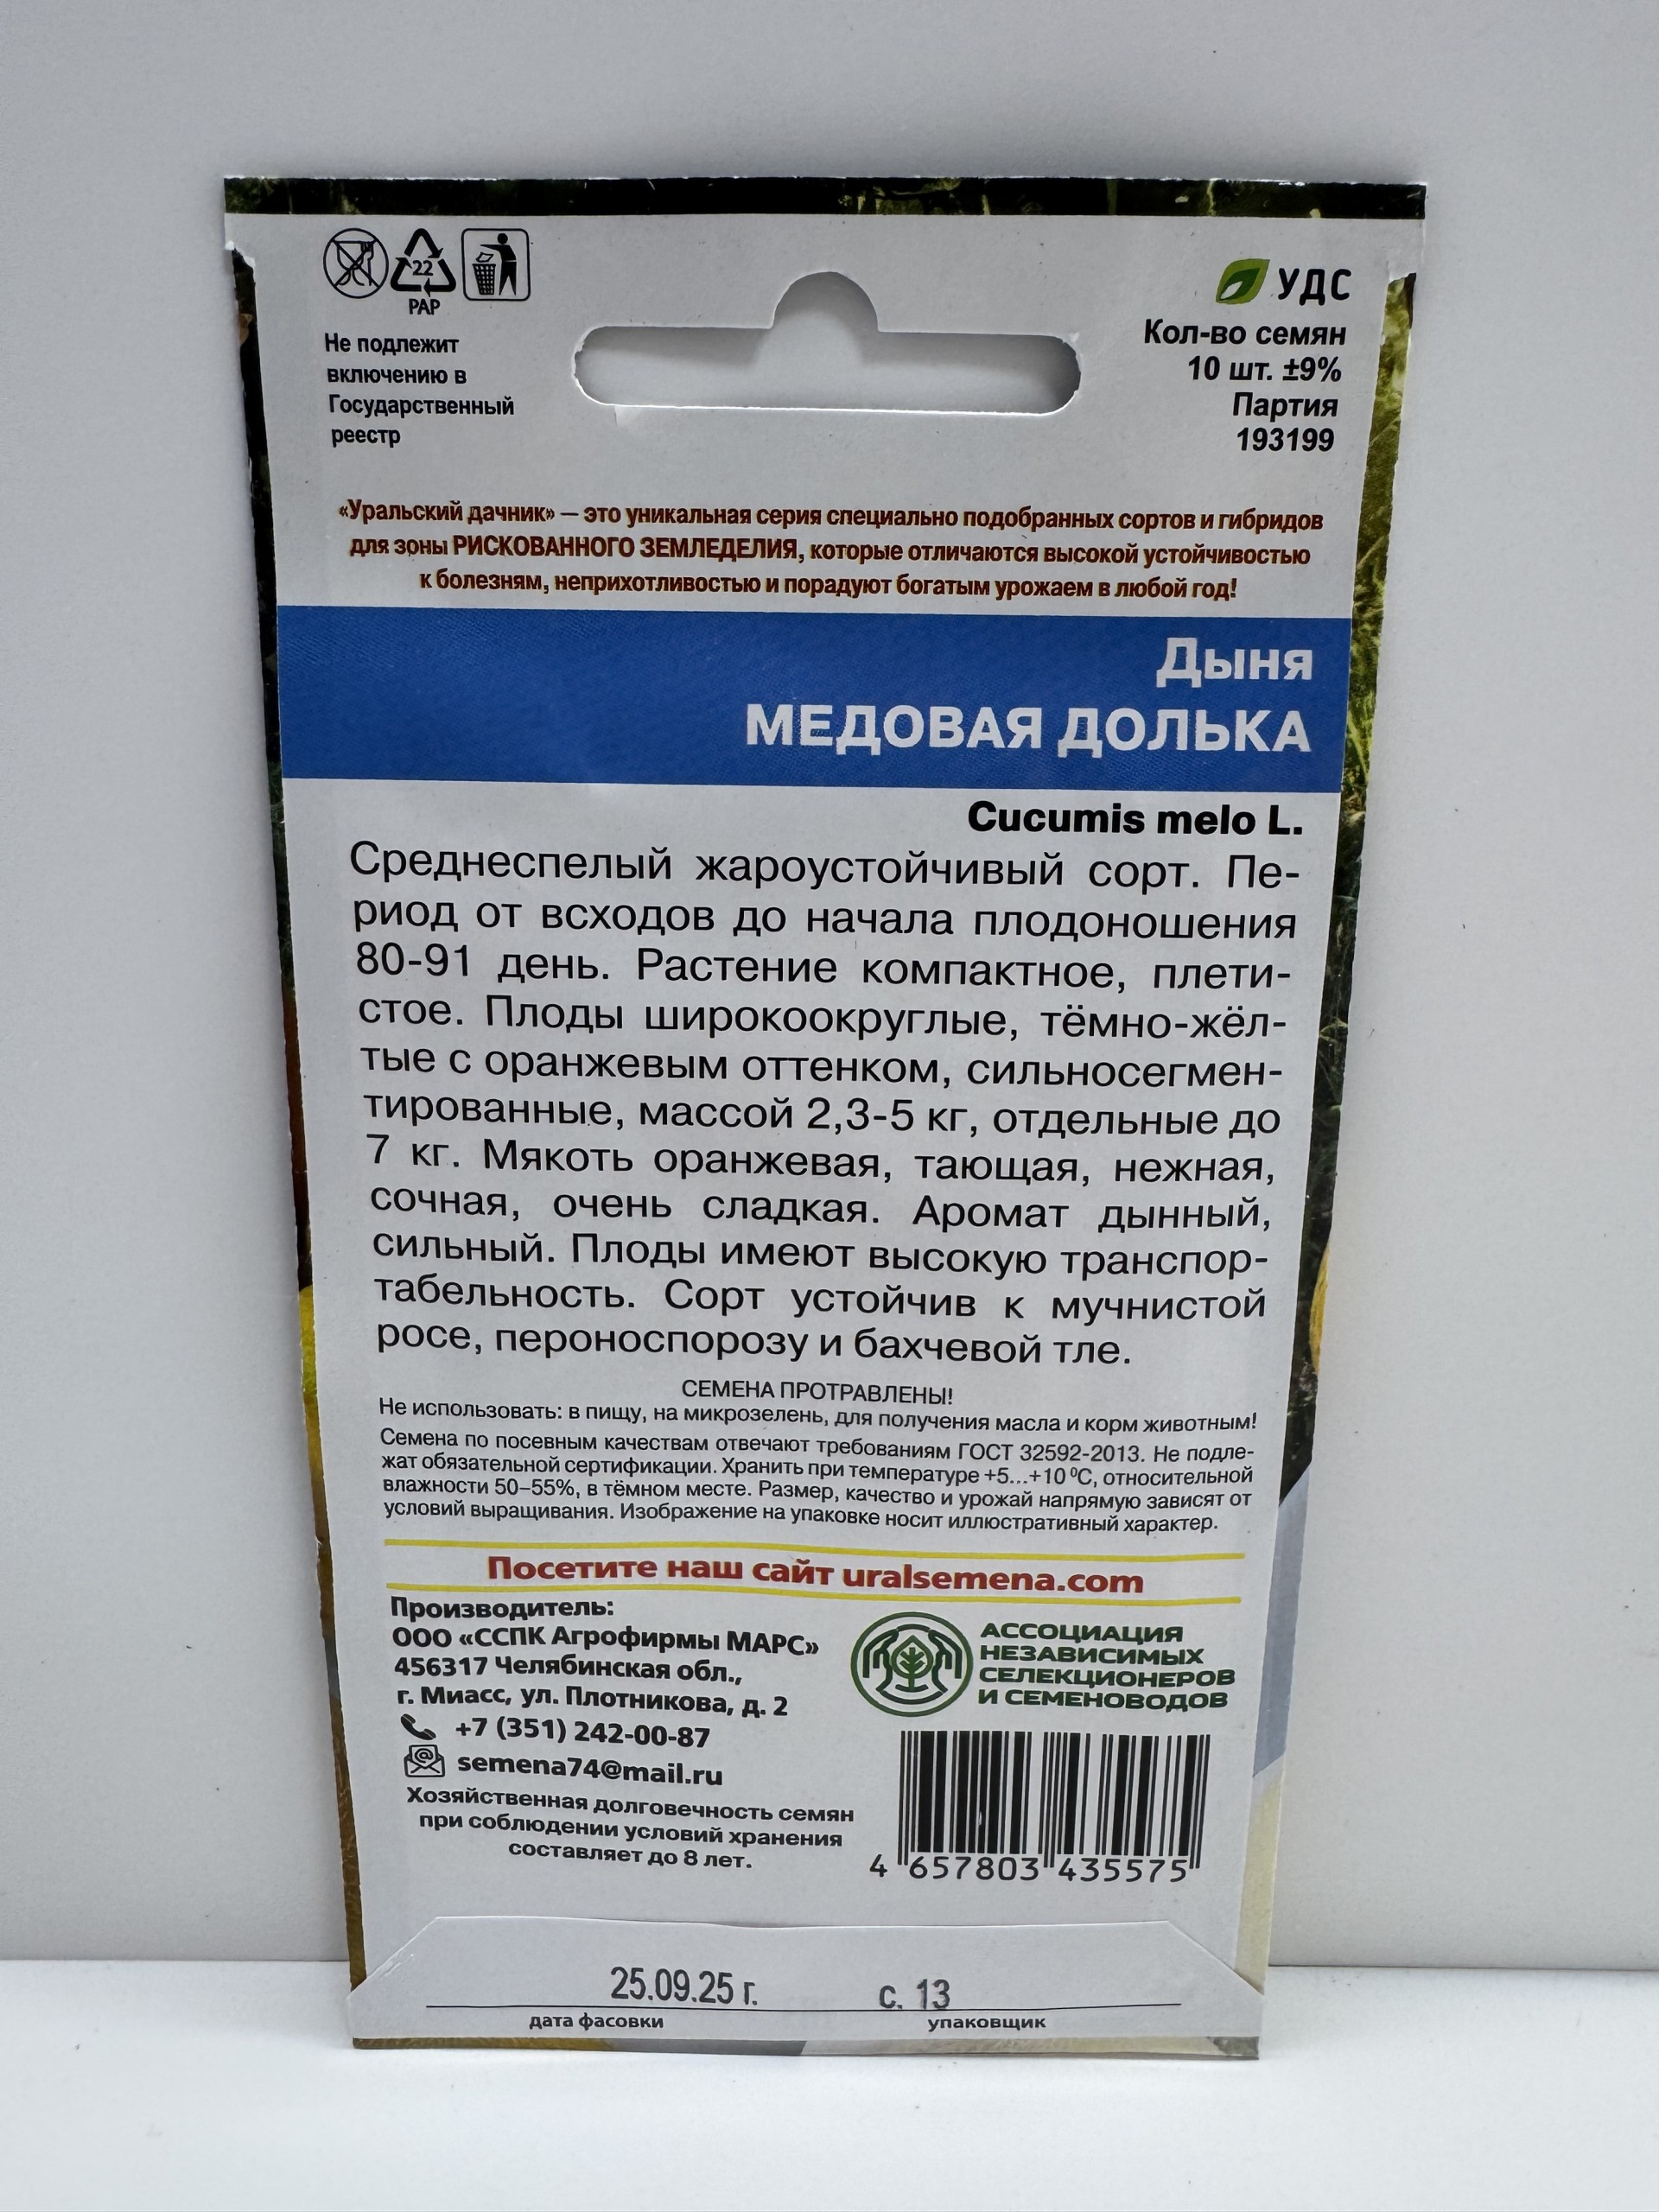 22
PAP
Не подлежит
включению в
Государственный
реестр
УДС
Кол-во семян
10 шт. ±9%
Партия
193199
«Уральский дачник» — это уникальная серия специально подобранных сортов и гибридов
для зоны РИСКОВАННОГО ЗЕМЛЕДЕЛИЯ, которые отличаются высокой устойчивостью
к болезням, неприхотливостью и порадуют богатым урожаем в любой год!
Дыня
МЕДОВАЯ ДОЛЬКА
Cucumis melo L.
Среднеспелый жароустойчивый сорт. Пе-
риод от всходов до начала плодоношения
80-91 день. Растение компактное, плети-
стое. Плоды широкоокруглые, тёмно-жёл-
тые с оранжевым оттенком, сильносегмен-
тированные, массой 2,3-5 кг, отдельные до
7 кг. Мякоть оранжевая, тающая, нежная,
сочная, очень сладкая. Аромат дынный,
сильный. Плоды имеют высокую транспор-
табельность. Сорт устойчив к мучнистой
росе, пероноспорозу и бахчевой тле.
СЕМЕНА ПРОТРАВЛЕНЫ!
Не использовать: в пищу, на микрозелень, для получения масла и корм животным!
Семена по посевным качествам отвечают требованиям ГОСТ 32592-2013. Не подле-
жат обязательной сертификации. Хранить при температуре +5...+10 ⁰С, относительной
влажности 50–55%, в тёмном месте. Размер, качество и урожай напрямую зависят от
условий выращивания. Изображение на упаковке носит иллюстративный характер.
Посетите наш сайт uralsemena.com
Производитель:
ООО «ССПК Агрофирмы МАРС»
456317 Челябинская обл.,
г. Миасс, ул. Плотникова, д. 2
+7 (351) 242-00-87
semena74@mail.ru
Хозяйственная долговечность семян
при соблюдении условий хранения
составляет до 8 лет.
АССОЦИАЦИЯ
НЕЗАВИСИМЫХ
СЕЛЕКЦИОНЕРОВ
И СЕМЕНОВОДОВ
4 657803 435575
25.09.25 г. с. 13
дата фасовки упаковщик